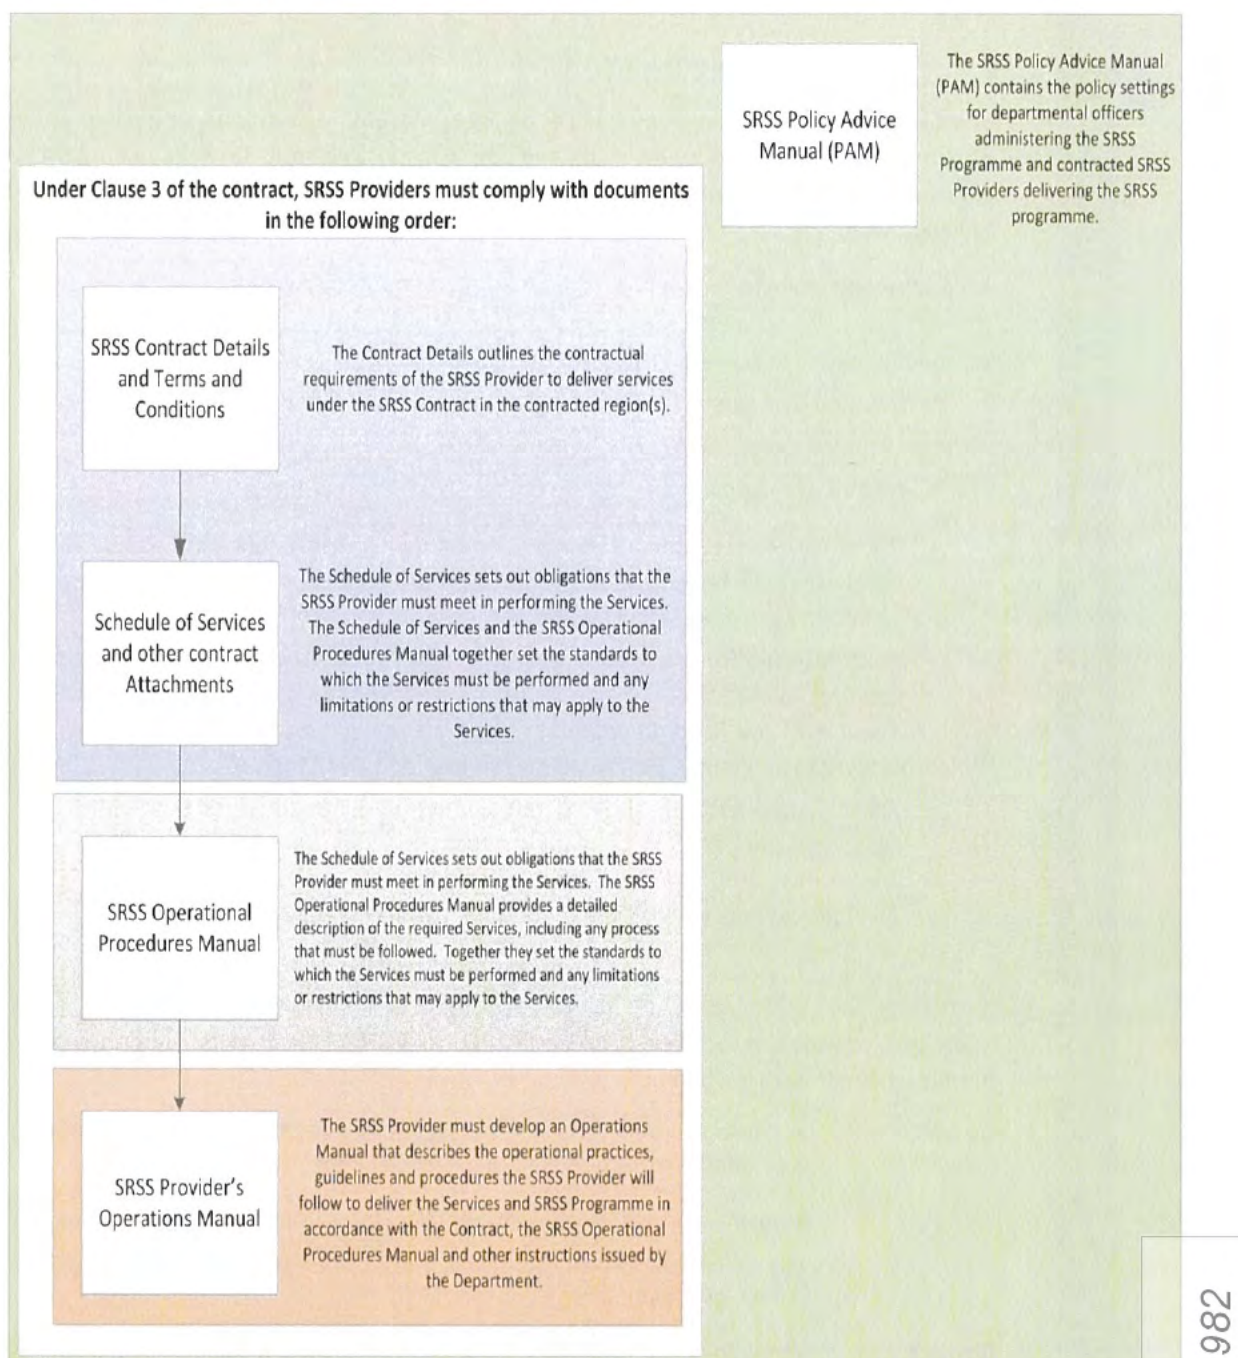 SRSS Policy Advice
Manual (PAM)
The SRSS Policy Advice Manual
(PAM) contains the policy settings
for departmental officers
administering the SRSS
Programme and contracted SRSS
Providers delivering the SRSS
programme.
Under Clause 3 of the contract, SRSS Providers must comply with documents
in the following order:
SRSS Contract Details
and Terms and
Conditions
The Contract Details outlines the contractual
requirements of the SRSS Provider to deliver services
under the SRSS Contract in the contracted region(s).
Schedule of Services
and other contract
Attachments
The Schedule of Services sets out obligations that the
SRSS Provider must meet in performing the Services.
The Schedule of Services and the SRSS Operational
Procedures Manual together set the standards to
which the Services must be performed and any
limitations or restrictions that may apply to the
Services.
SRSS Operational
Procedures Manual
The Schedule of Services sets out obligations that the SRSS
Provider must meet in performing the Services. The SRSS
Operational Procedures Manual provides a detailed
description of the required Services, including any process
that must be followed. Together they set the standards to
which the Services must be performed and any limitations
or restrictions that may apply to the Services.
SRSS Provider's
Operations Manual
The SRSS Provider must develop an Operations
Manual that describes the operational practices,
guidelines and procedures the SRSS Provider will
follow to deliver the Services and SRSS Programme in
accordance with the Contract, the SRSS Operational
Procedures Manual and other instructions issued by
the Department.
982